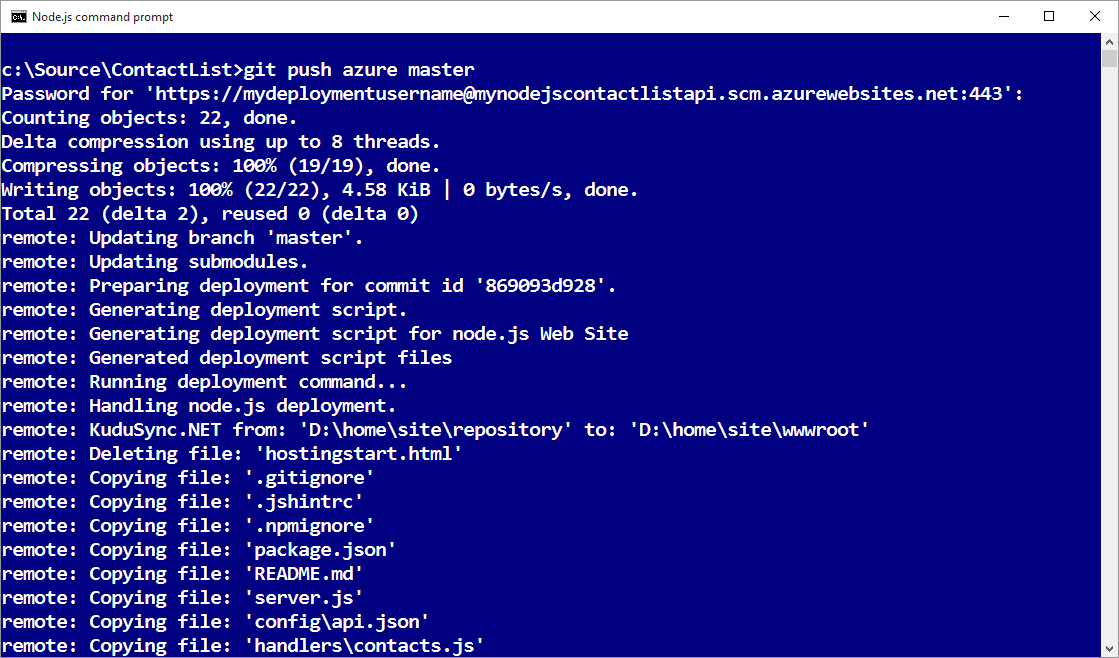 Node.js command prompt
c:\Source\ContactList>git push azure master
Password for 'https://mydeploymentusername@mynodejscontactlistapi.scm.azurewebsites.net:443':
Counting objects: 22, done.
Delta compression using up to 8 threads.
Compressing objects: 100% (19/19), done.
Writing objects: 100% (22/22), 4.58 KiB | 0 bytes/s, done.
Total 22 (delta 2), reused 0 (delta 0)
remote: Updating branch 'master'.
remote: Updating submodules.
remote: Preparing deployment for commit id '869093d928'.
remote: Generating deployment script.
remote: Generating deployment script for node.js Web Site
remote: Generated deployment script files
remote: Running deployment command...
remote: Handling node.js deployment.
remote: KuduSync.NET from: 'D:\home\site\repository' to: 'D:\home\site\wwwroot'
remote: Deleting file: 'hostingstart.html'
remote: Copying file: '.gitignore'
remote: Copying file: '.jshintrc'
remote: Copying file: '.npmignore'
remote: Copying file: 'package.json'
remote: Copying file: 'README.md'
remote: Copying file: 'server.js'
remote: Copying file: 'config\api.json'
remote: Copying file: 'handlers\contacts.js'